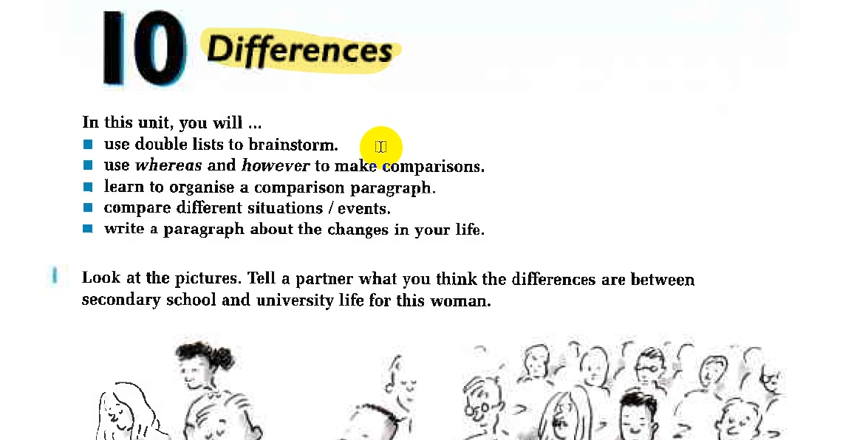 10 Differences
In this unit, you will ...
■ use double lists to brainstorm.
■ use whereas and however to make comparisons.
■ learn to organise a comparison paragraph.
■ compare different situations / events.
■ write a paragraph about the changes in your life.
1 Look at the pictures. Tell a partner what you think the differences are between
secondary school and university life for this woman.